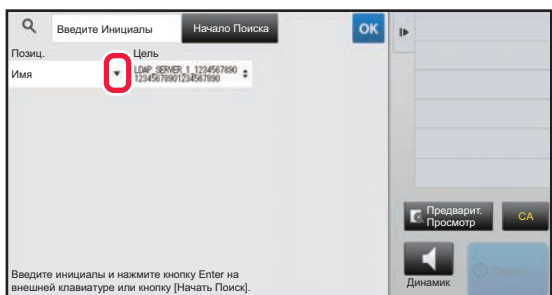 Введите Инициалы
Начало Поиска
OK
Позиц.
Цель
Имя
LDAP_SERVER_1_1234567890
12345678901234567890
Предварит.
Просмотр
CA
Динамик
Старт
Введите инициалы и нажмите кнопку Enter на
внешней клавиатуре или кнопку [Начать Поиск].